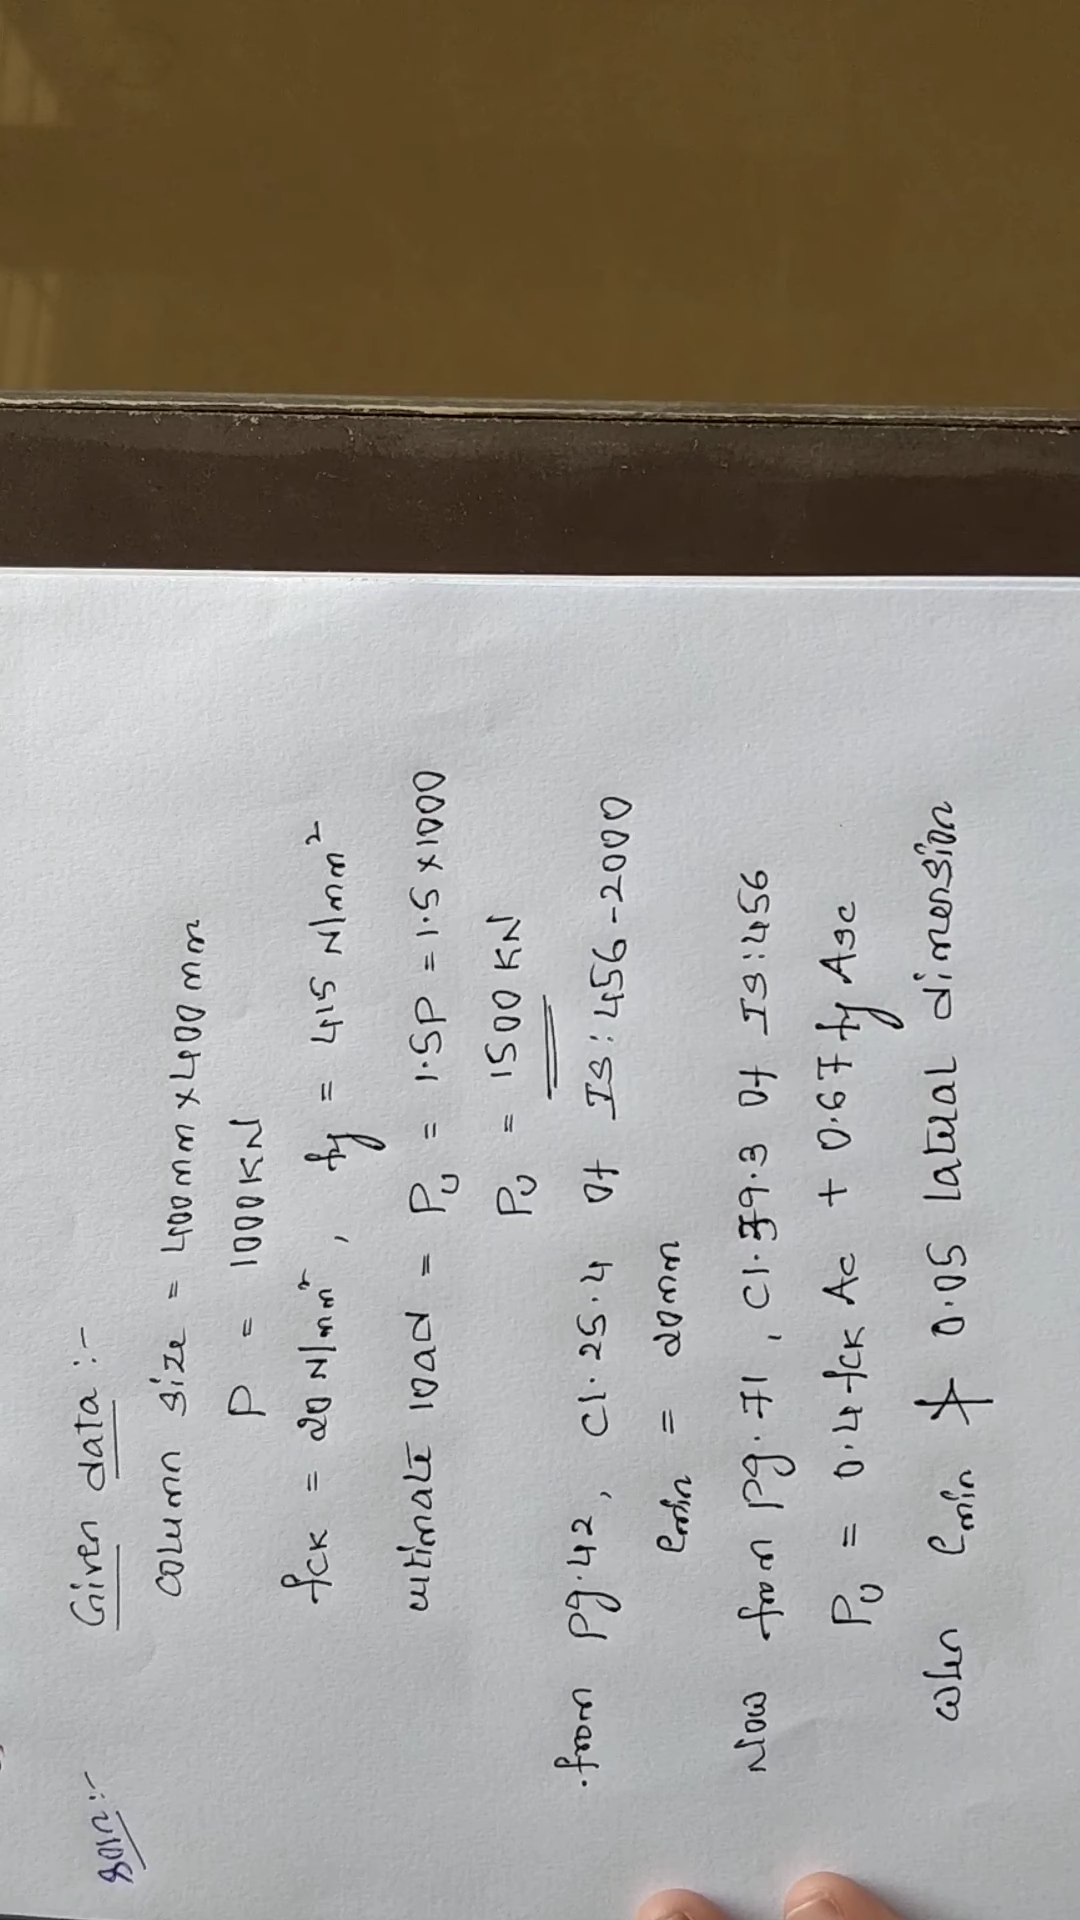 Soln:-
Given data:-
column size = 400mm x 400mm
P = 1000KN
fck = 20 N/mm², fy = 415 N/mm²
ultimate load = Pu = 1.5P = 1.5 x 1000
Pu = 1500 KN
from Pg.42, Cl.25.4 Of IS:456-2000
emin = 20mm
Now from Pg.71, Cl.39.3 Of IS:456
Pu = 0.4 fck Ac + 0.67 fy Asc
when emin ≯ 0.05 lateral dimension